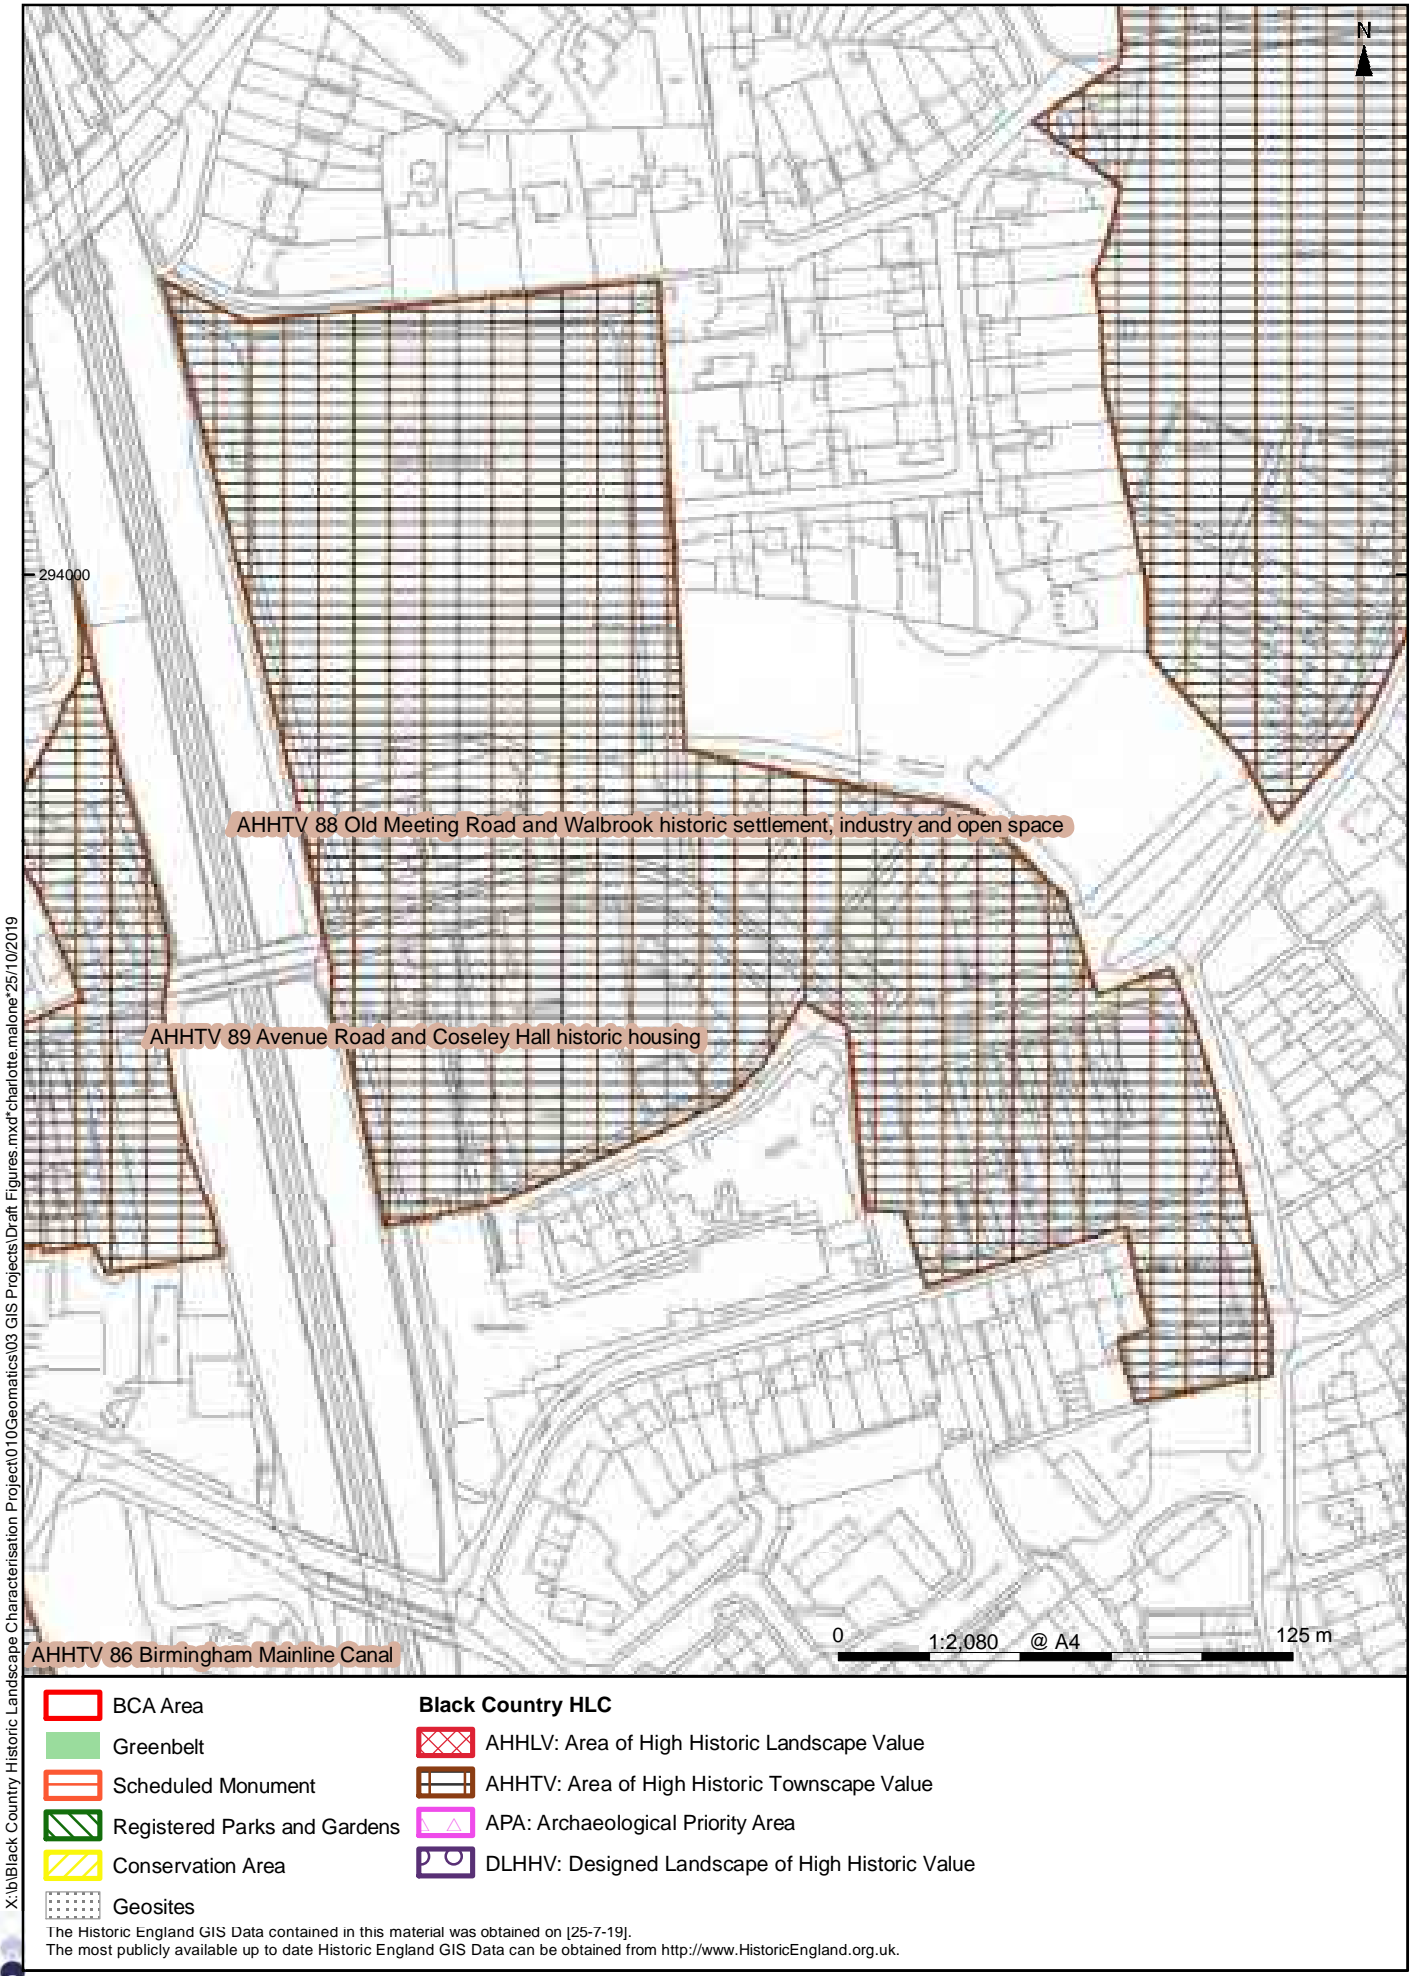 N
294000
AHHTV 88 Old Meeting Road and Walbrook historic settlement, industry and open space
AHHTV 89 Avenue Road and Coseley Hall historic housing
AHHTV 86 Birmingham Mainline Canal
0 1:2,080 @ A4 125 m
X:\b\Black Country Historic Landscape Characterisation Project\010Geomatics\03 GIS Projects\Draft Figures.mxd*charlotte.malone*25/10/2019
BCA Area
Greenbelt
Scheduled Monument
Registered Parks and Gardens
Conservation Area
Geosites
Black Country HLC
AHHLV: Area of High Historic Landscape Value
AHHTV: Area of High Historic Townscape Value
APA: Archaeological Priority Area
DLHHV: Designed Landscape of High Historic Value
The Historic England GIS Data contained in this material was obtained on [25-7-19].
The most publicly available up to date Historic England GIS Data can be obtained from http://www.HistoricEngland.org.uk.